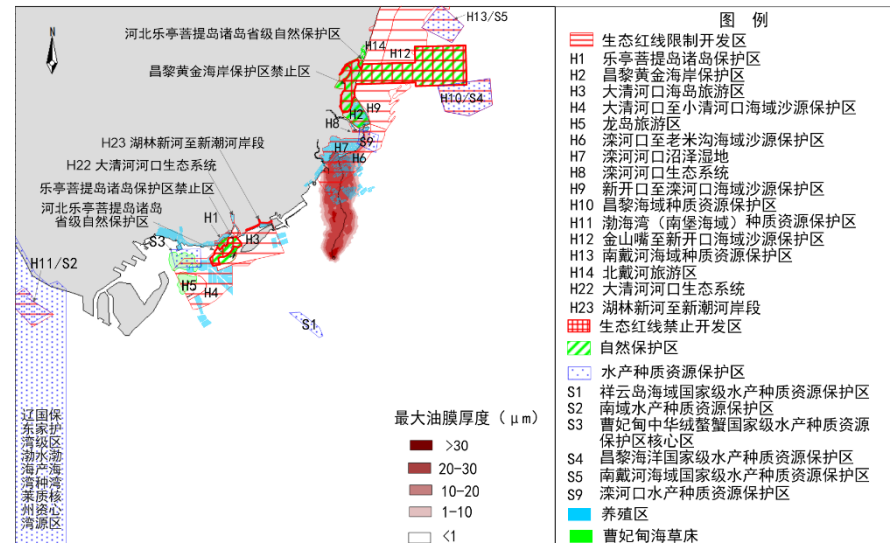 N
河北乐亭菩提岛诸岛省级自然保护区
昌黎黄金海岸保护区禁止区
H23 湖林新河至新潮河岸段
H22 大清河河口生态系统
乐亭菩提岛诸岛保护区禁止区
河北乐亭菩提岛诸岛
省级自然保护区
H13/S5
H14
H12
H10/S4
H9
H2
H8
S9
H7
H6
H1
H3
S3
H5
H4
S1
H11/S2
辽国保
东家护
湾级区
渤水渤
海产海
湾种湾
莱质核
州资心
湾源区
最大油膜厚度（μm）
>30
20-30
10-20
1-10
<1
图 例
生态红线限制开发区
H1 乐亭菩提岛诸岛保护区
H2 昌黎黄金海岸保护区
H3 大清河口海岛旅游区
H4 大清河口至小清河口海域沙源保护区
H5 龙岛旅游区
H6 滦河口至老米沟海域沙源保护区
H7 滦河河口沼泽湿地
H8 滦河河口生态系统
H9 新开口至滦河口海域沙源保护区
H10 昌黎海域种质资源保护区
H11 渤海湾（南堡海域）种质资源保护区
H12 金山嘴至新开口海域沙源保护区
H13 南戴河海域种质资源保护区
H14 北戴河旅游区
H22 大清河河口生态系统
H23 湖林新河至新潮河岸段
生态红线禁止开发区
自然保护区
水产种质资源保护区
S1 祥云岛海域国家级水产种质资源保护区
S2 南域水产种质资源保护区
S3 曹妃甸中华绒螯蟹国家级水产种质资源
保护区核心区
S4 昌黎海洋国家级水产种质资源保护区
S5 南戴河海域国家级水产种质资源保护区
S9 滦河口水产种质资源保护区
养殖区
曹妃甸海草床